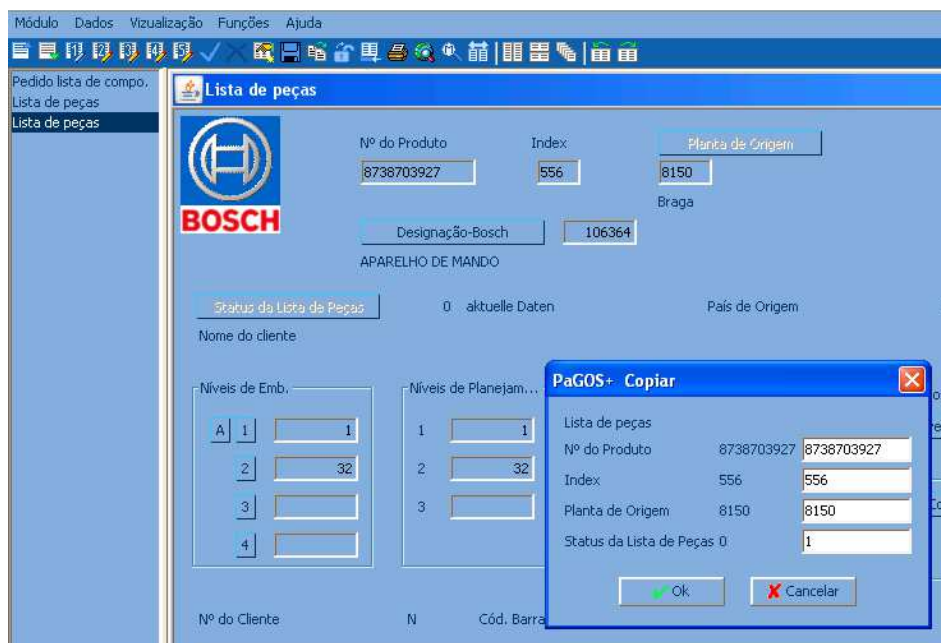 Módulo Dados Vizualização Funções Ajuda
Pedido lista de compo.
Lista de peças
Lista de peças
Lista de peças
BOSCH
Nº do Produto Index Planta de Origem
8738703927 556 8150
Braga
Designação-Bosch 106364
APARELHO DE MANDO
Status da Lista de Peças 0 aktuelle Daten País de Origem
Nome do cliente
Níveis de Emb. Níveis de Planejam...
A 1 1 1 1
2 32 2 32
3 3
4
Nº do Cliente N Cód. Barra
PaGOS+ Copiar
Lista de peças
Nº do Produto 8738703927 8738703927
Index 556 556
Planta de Origem 8150 8150
Status da Lista de Peças 0 1
Ok Cancelar